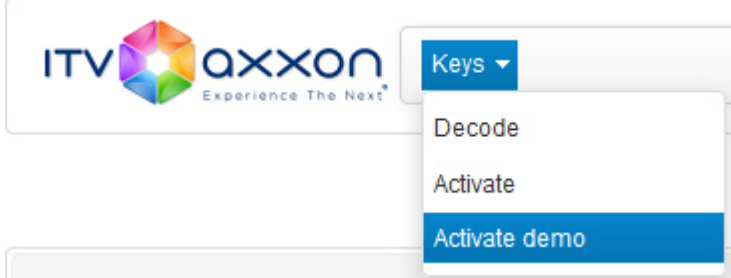 ITV axxon
Experience The Next®
Keys
Decode
Activate
Activate demo